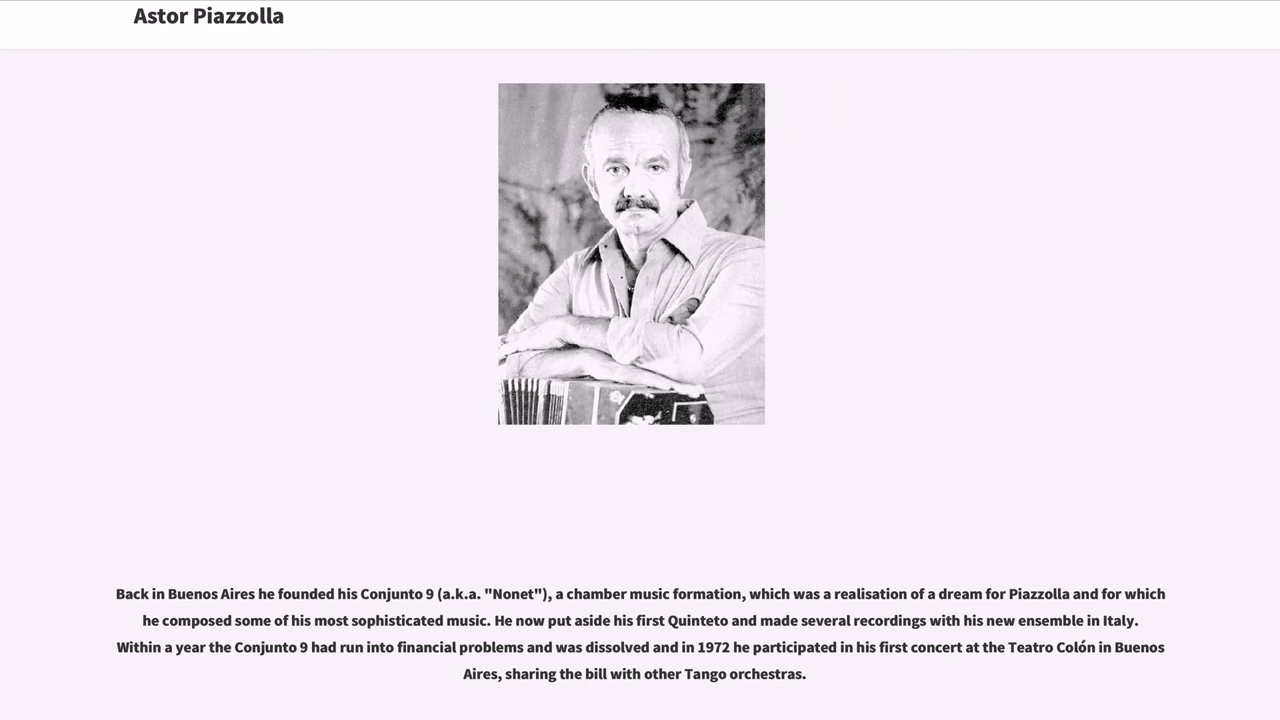 Astor Piazzolla
Back in Buenos Aires he founded his Conjunto 9 (a.k.a. "Nonet"), a chamber music formation, which was a realisation of a dream for Piazzolla and for which
he composed some of his most sophisticated music. He now put aside his first Quinteto and made several recordings with his new ensemble in Italy.
Within a year the Conjunto 9 had run into financial problems and was dissolved and in 1972 he participated in his first concert at the Teatro Colón in Buenos
Aires, sharing the bill with other Tango orchestras.